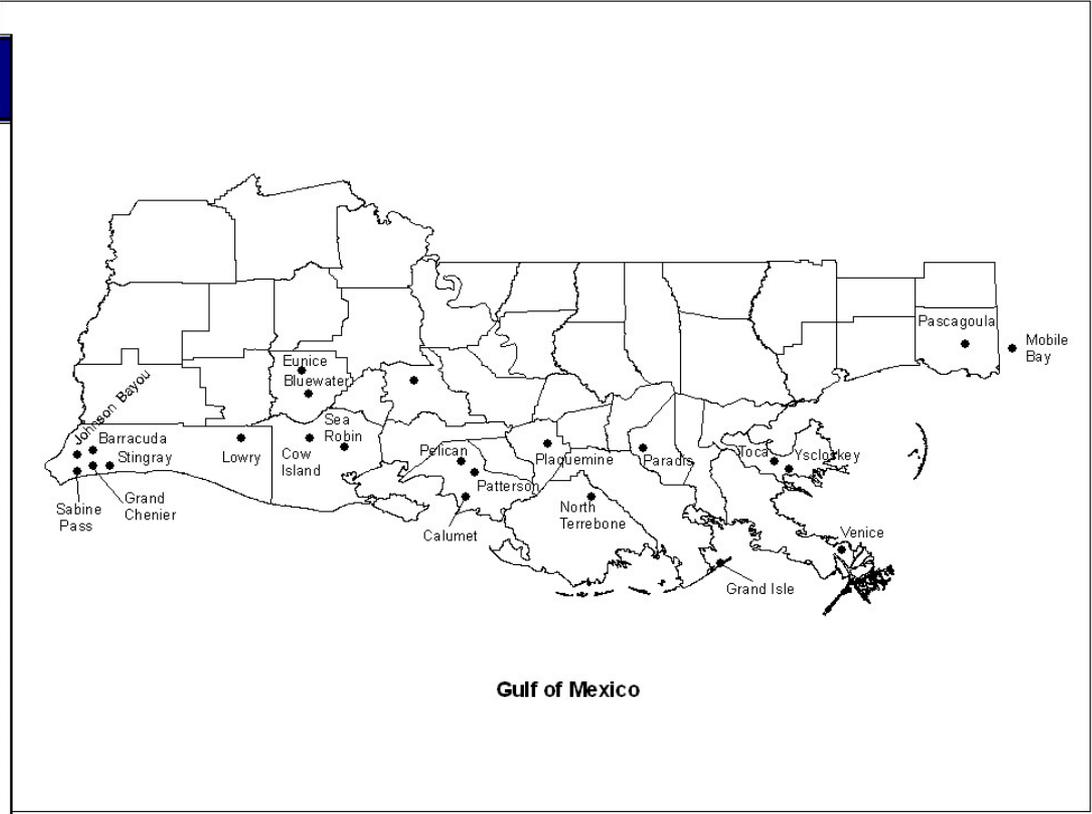 Pascagoula
Mobile
Bay
Eunice
Bluewater
Johnson Bayou
Sea
Robin
Barracuda
Stingray
Lowry
Cow
Island
Pelican
Patterson
Plaquemine
Paradis
Toca
Yscloskey
Sabine
Pass
Grand
Chenier
Calumet
North
Terrebone
Venice
Grand Isle
Gulf of Mexico